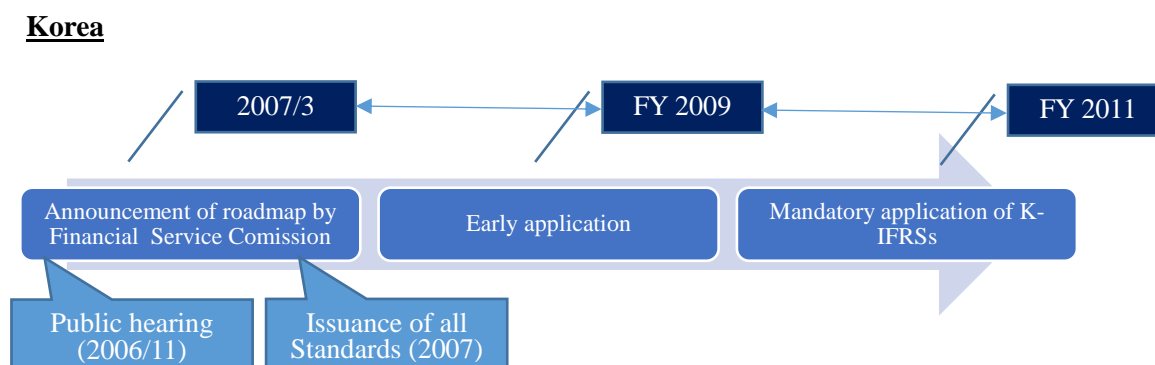 Korea
2007/3
FY 2009
FY 2011
Announcement of roadmap by
Financial Service Comission
Early application
Mandatory application of K-
IFRSs
Public hearing
(2006/11)
Issuance of all
Standards (2007)